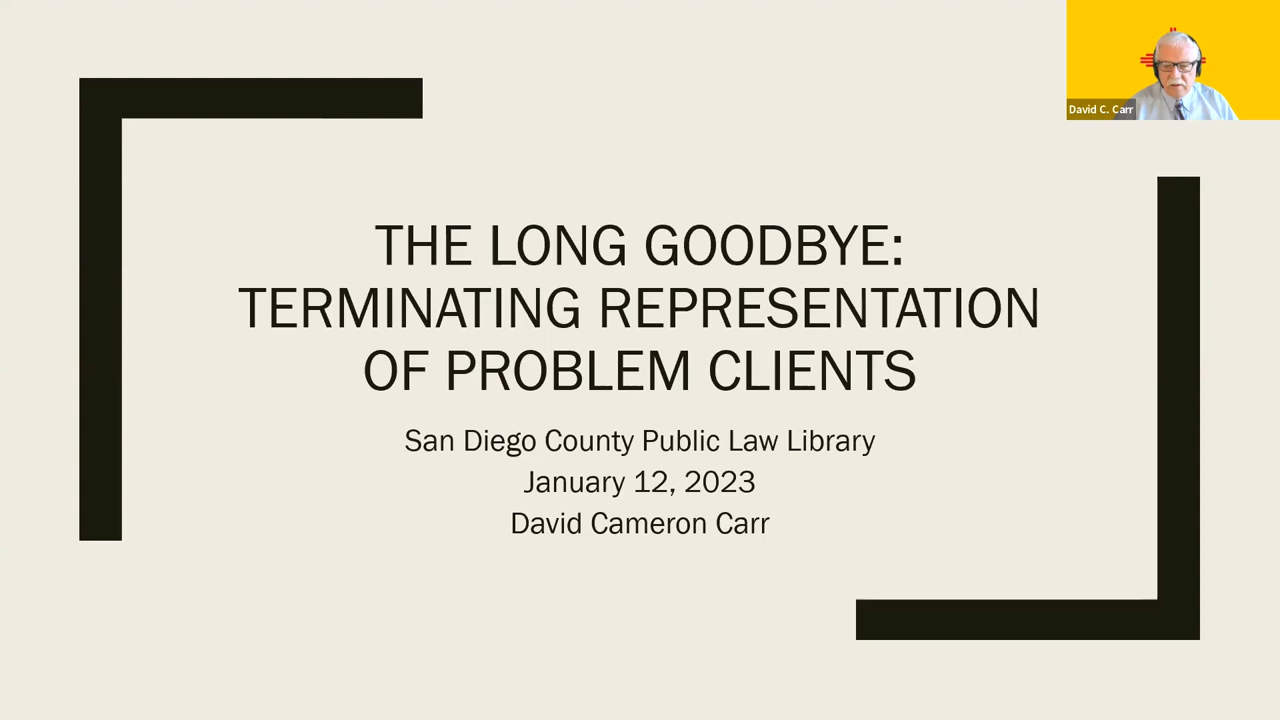 David C. Carr
THE LONG GOODBYE:
TERMINATING REPRESENTATION
OF PROBLEM CLIENTS
San Diego County Public Law Library
January 12, 2023
David Cameron Carr